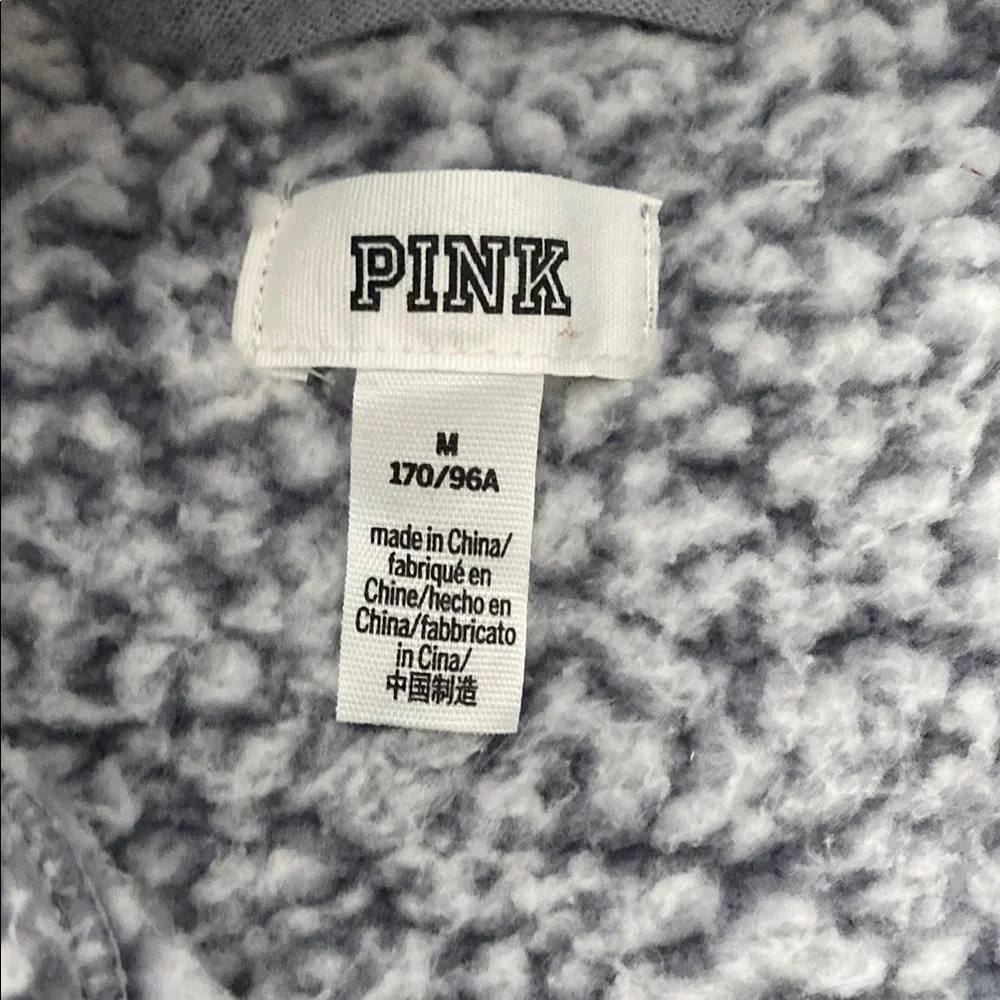 PINK
M
170/96A
made in China/
fabriqué en
Chine/hecho en
China/fabbricato
in Cina/
中国制造